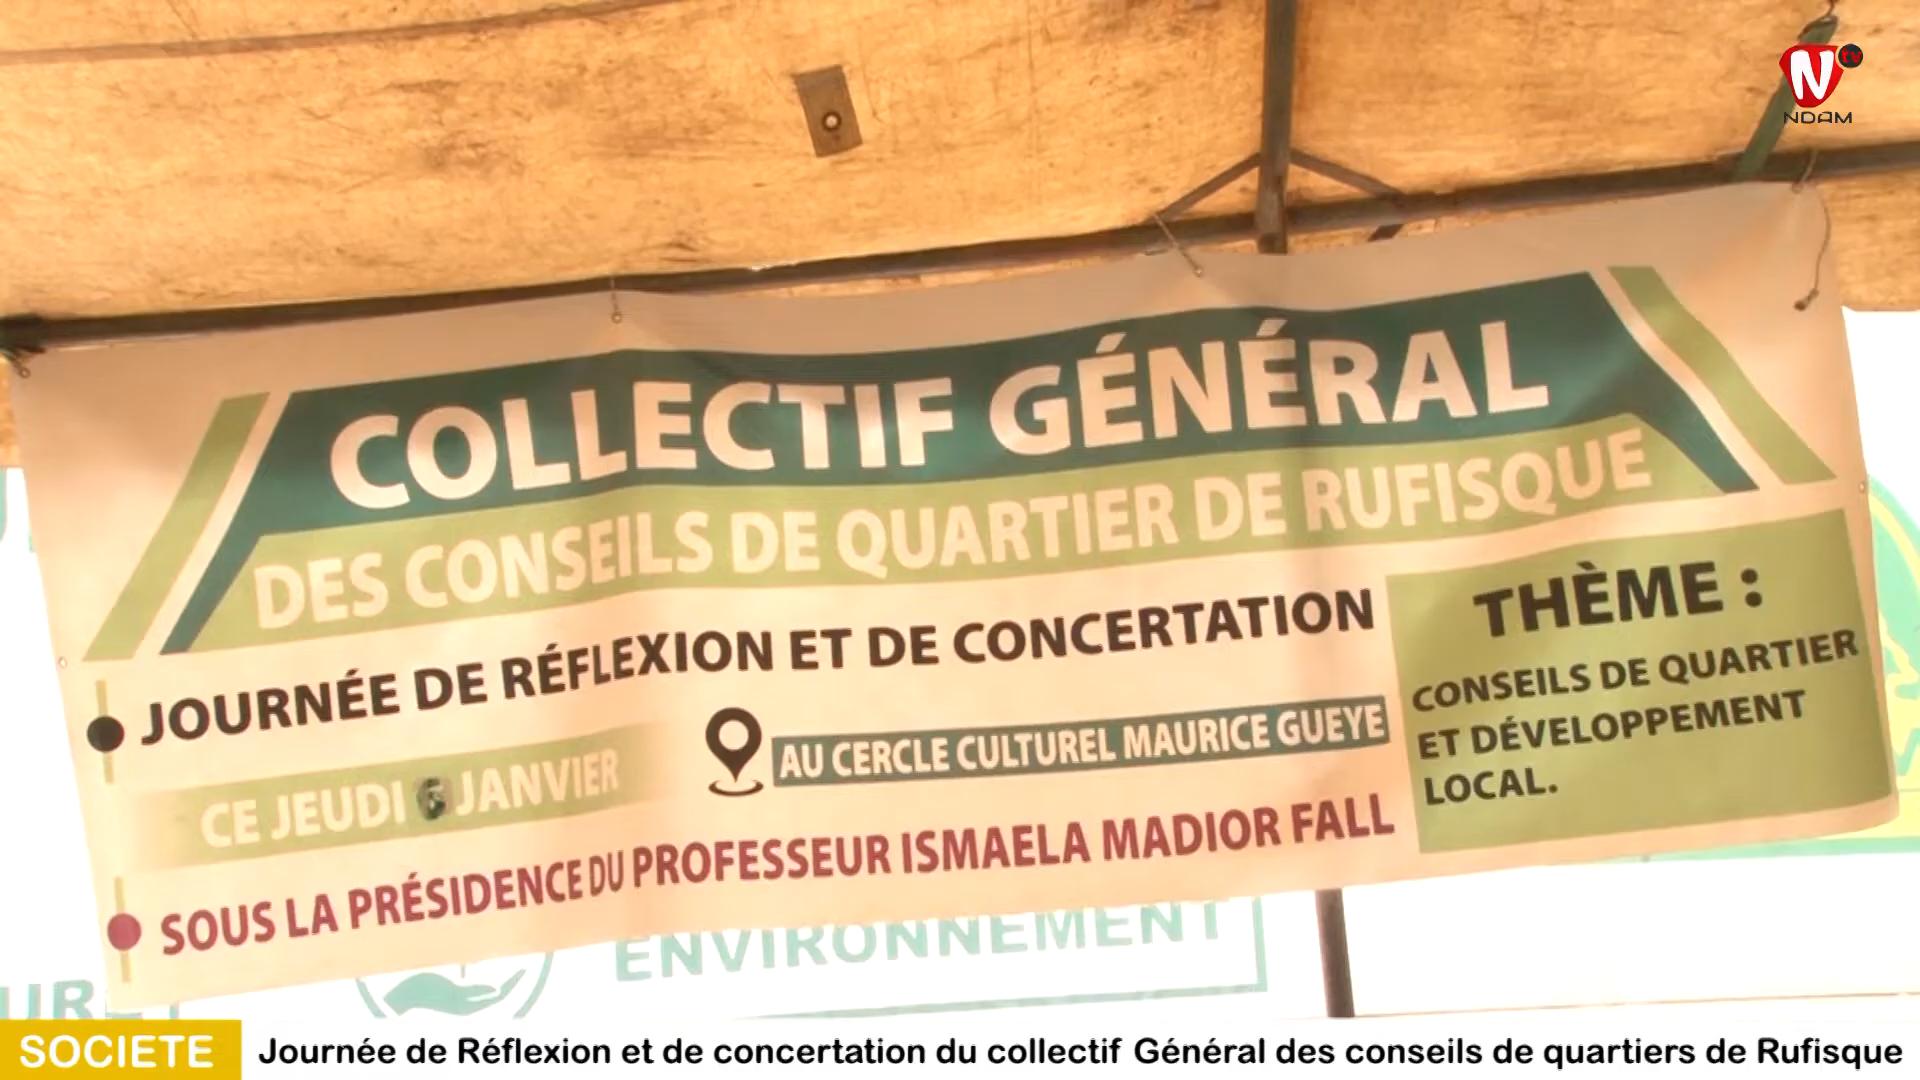 N TV
NDAM
COLLECTIF GÉNÉRAL
DES CONSEILS DE QUARTIER DE RUFISQUE
JOURNÉE DE RÉFLEXION ET DE CONCERTATION
CE JEUDI 6 JANVIER
AU CERCLE CULTUREL MAURICE GUEYE
SOUS LA PRÉSIDENCE DU PROFESSEUR ISMAELA MADIOR FALL
THÈME :
CONSEILS DE QUARTIER
ET DÉVELOPPEMENT
LOCAL.
ENVIRONNEMENT
SOCIETE
Journée de Réflexion et de concertation du collectif Général des conseils de quartiers de Rufisque